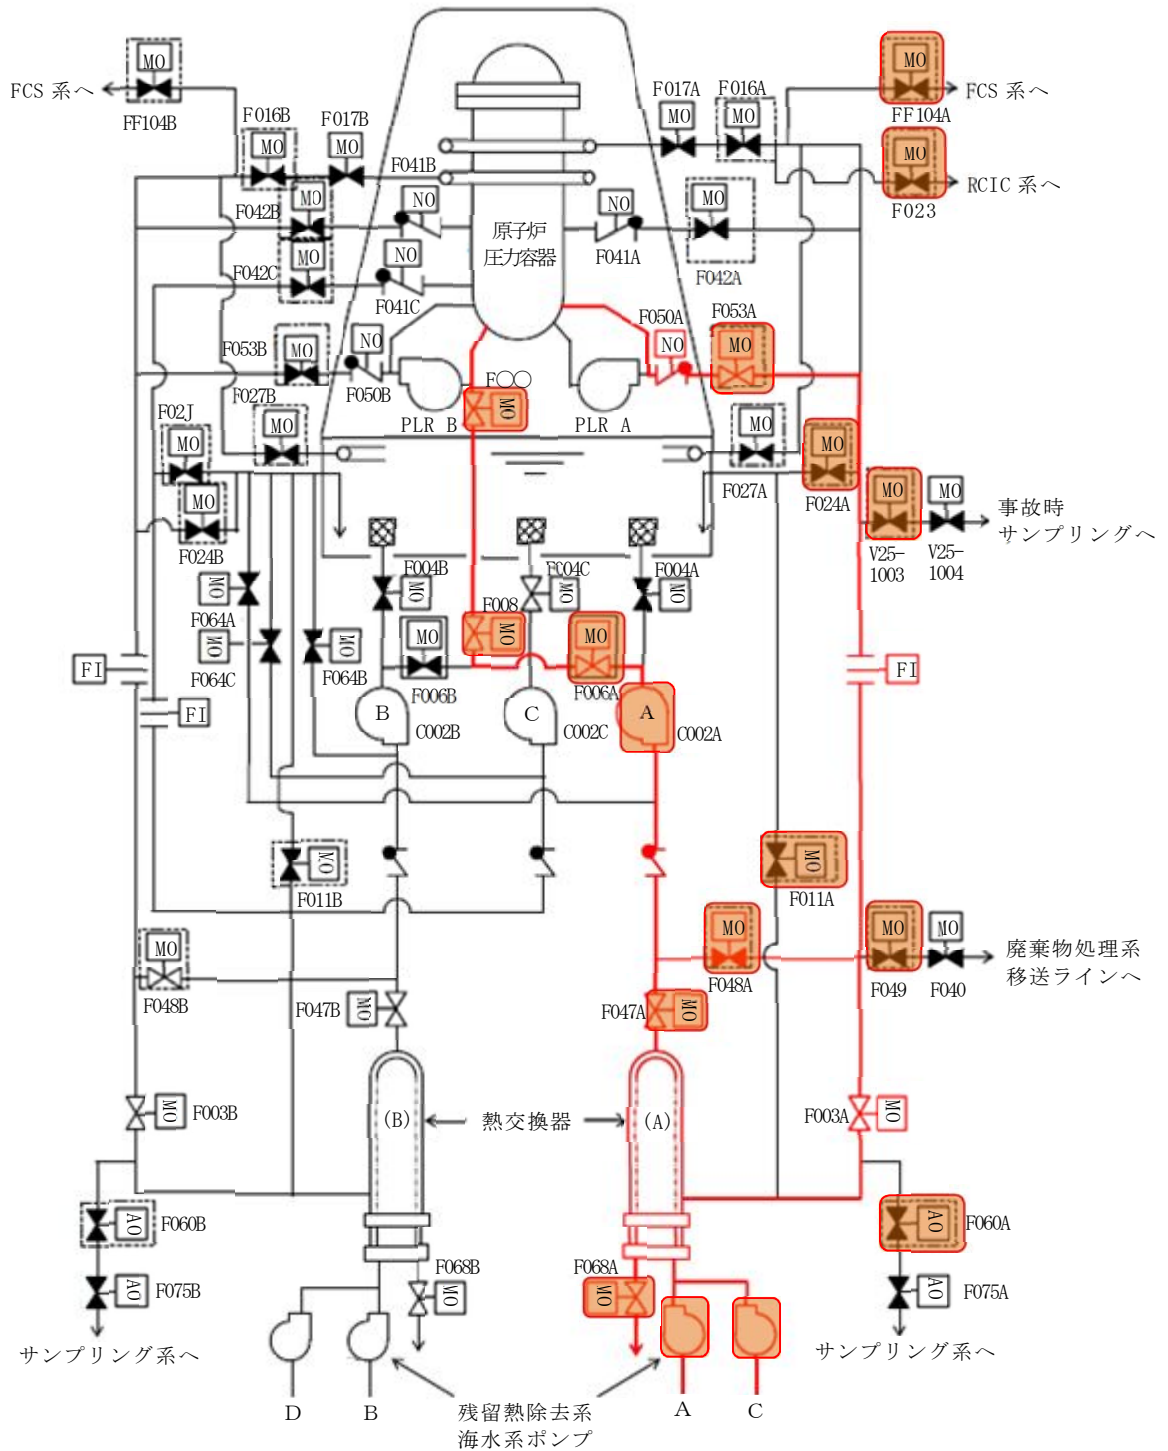 MO
MO
FCS 系へ
FF104B
F016B
F017B
F017A
F016A
FF104A
FCS 系へ
MO
MO
MO
MO
MO
F041B
RCIC 系へ
F023
MO
F042B
NO
NO
MO
原子炉
圧力容器
F041A
F042A
MO
F042C
NO
F041C
F050A
F053A
F053B
MO
NO
NO
MO
F027B
F050B
F〇〇
MO
F02J
PLR B
PLR A
MO
MO
MO
MO
F027A
F024A
MO
MO
MO
事故時
サンプリングへ
F024B
V25-
1003
V25-
1004
F004B
FC04C
F004A
MO
MO
MO
MO
F064A
F008
MO
MO
MO
MO
MO
F064C
F064B
F006B
F006A
FI
FI
FI
B
C
A
C002B
C002C
C002A
MO
MO
F011B
F011A
MO
MO
MO
MO
廃棄物処理系
移送ラインへ
F048B
F048A
F049
F040
F047B
MO
F047A
MO
MO
F003B
(B)
熱交換器
(A)
F003A
MO
AO
F060B
AO
F060A
F068B
F068A
AO
F075B
MO
MO
AO
F075A
サンプリング系へ
サンプリング系へ
D
B
残留熱除去系
海水系ポンプ
A
C